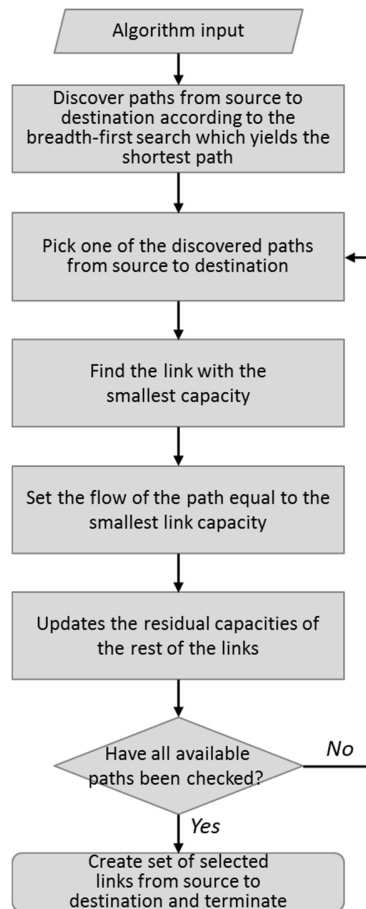 Algorithm input
Discover paths from source to
destination according to the
breadth-first search which yields the
shortest path
Pick one of the discovered paths
from source to destination
Find the link with the
smallest capacity
Set the flow of the path equal to the
smallest link capacity
Updates the residual capacities of
the rest of the links
Have all available
paths been checked?
No
Yes
Create set of selected
links from source to
destination and terminate